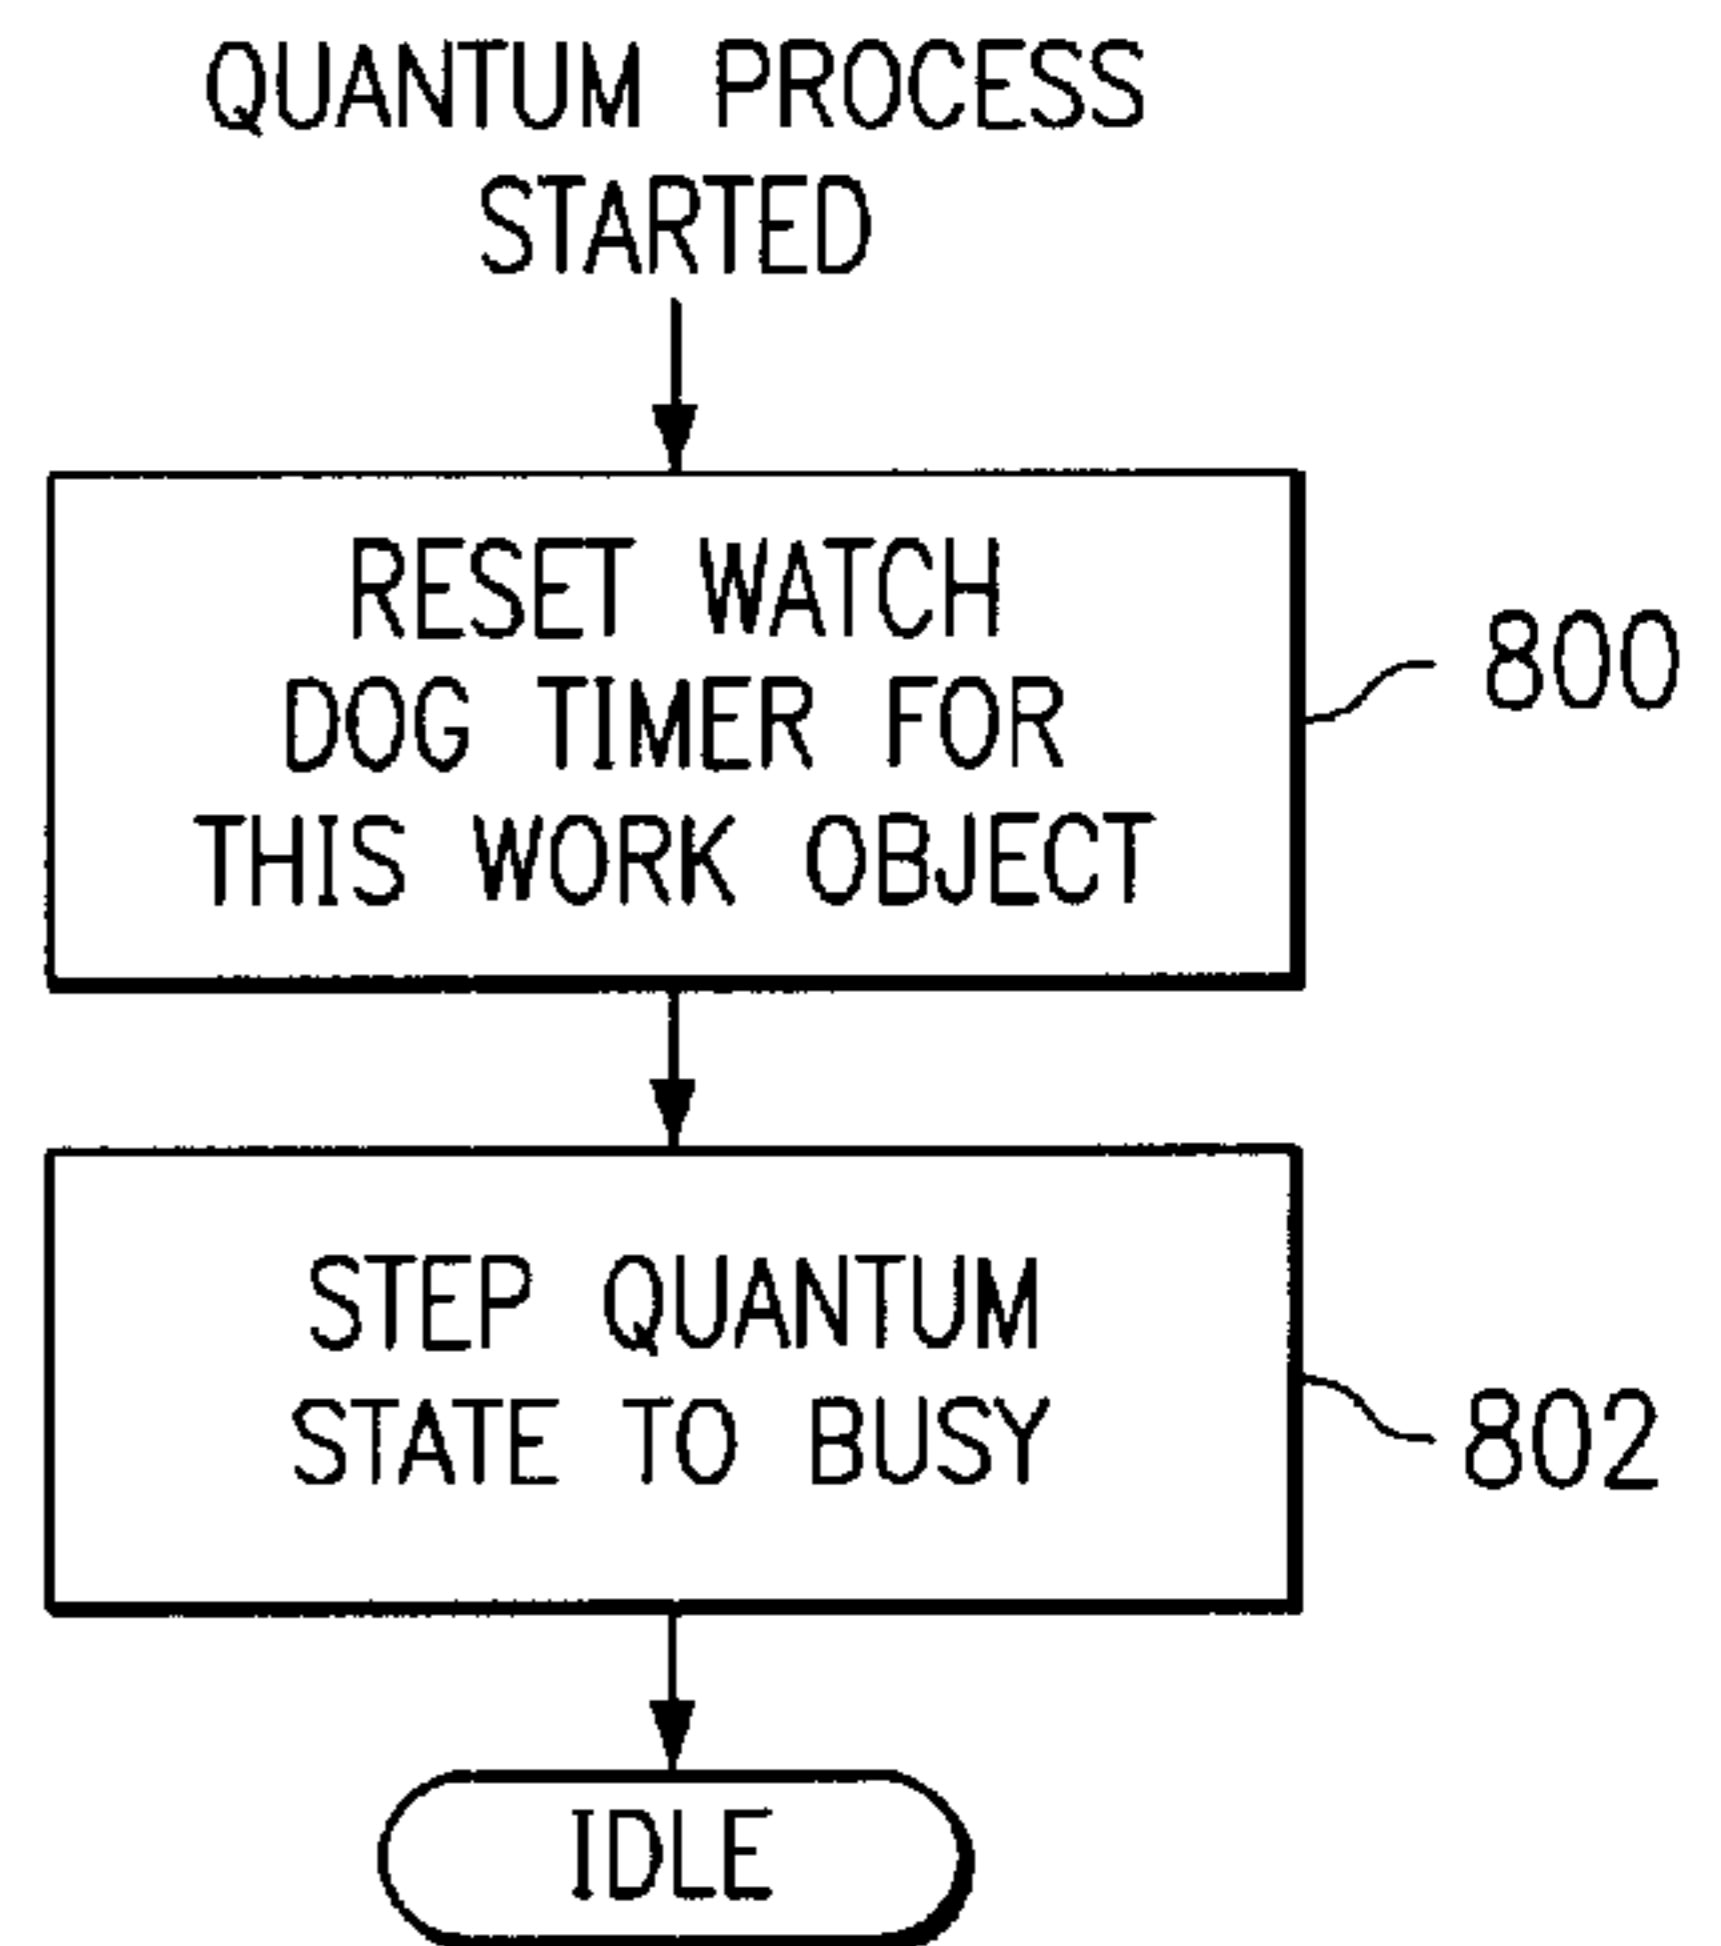 QUANTUM PROCESS
STARTED
RESET WATCH
DOG TIMER FOR
THIS WORK OBJECT
800
STEP QUANTUM
STATE TO BUSY
802
IDLE